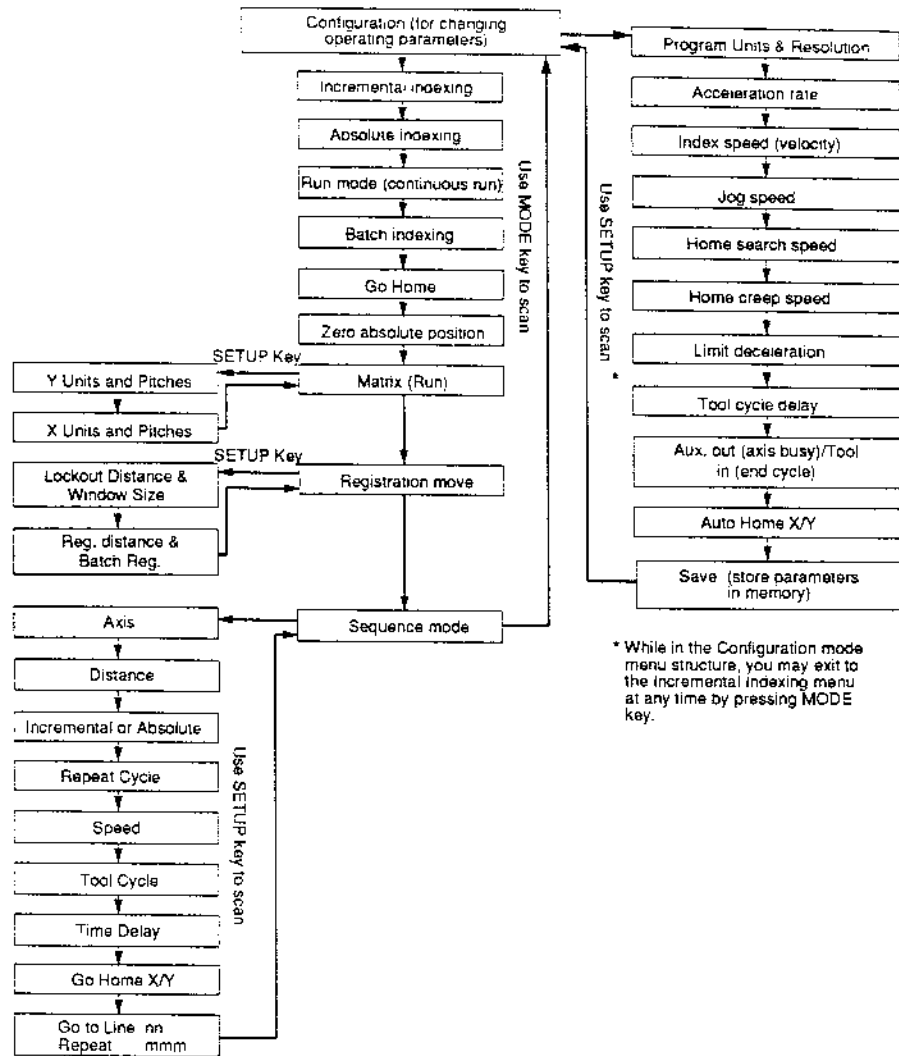 Configuration (for changing
operating parameters)
Incremental indexing
Absolute indexing
Run mode (continuous run)
Batch indexing
Go Home
Zero absolute position
Matrix (Run)
Registration move
Sequence mode
Use MODE key to scan
SETUP Key
Y Units and Pitches
X Units and Pitches
SETUP Key
Lockout Distance &
Window Size
Reg. distance &
Batch Reg.
Axis
Distance
Incremental or Absolute
Repeat Cycle
Speed
Tool Cycle
Time Delay
Go Home X/Y
Go to Line nn
Repeat mmm
Use SETUP key to scan
Program Units & Resolution
Acceleration rate
Index speed (velocity)
Jog speed
Home search speed
Home creep speed
Limit deceleration
Tool cycle delay
Aux. out (axis busy)/Tool
in (end cycle)
Auto Home X/Y
Save (store parameters
in memory)
Use SETUP key to scan
*
* While in the Configuration mode
menu structure, you may exit to
the incremental indexing menu
at any time by pressing MODE
key.